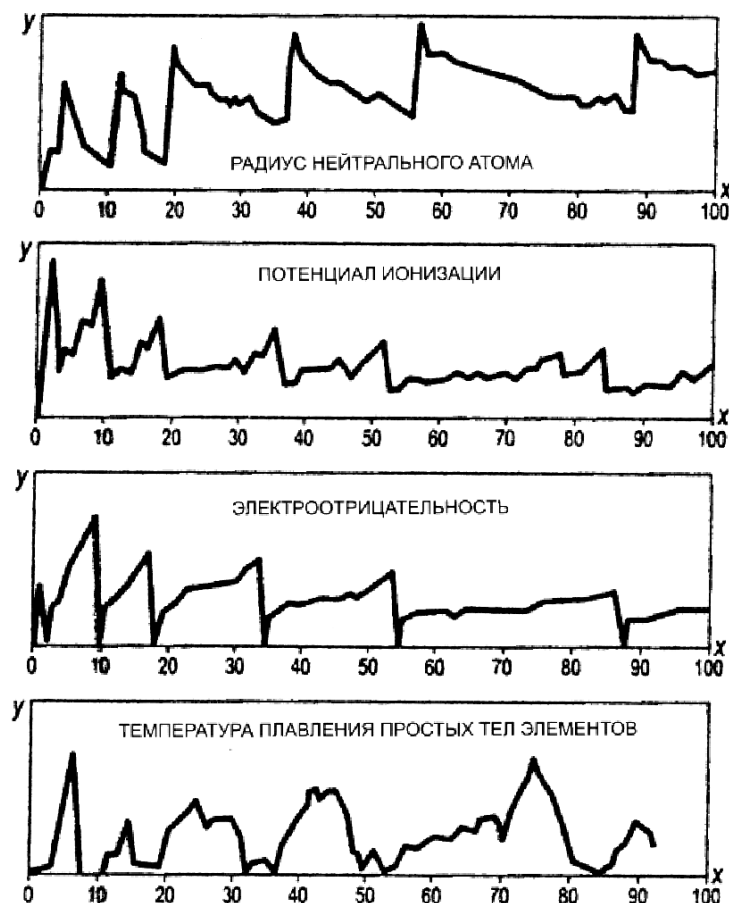 y
РАДИУС НЕЙТРАЛЬНОГО АТОМА
x
0 10 20 30 40 50 60 70 80 90 100
y
ПОТЕНЦИАЛ ИОНИЗАЦИИ
x
0 10 20 30 40 50 60 70 80 90 100
y
ЭЛЕКТРООТРИЦАТЕЛЬНОСТЬ
x
0 10 20 30 40 50 60 70 80 90 100
y
ТЕМПЕРАТУРА ПЛАВЛЕНИЯ ПРОСТЫХ ТЕЛ ЭЛЕМЕНТОВ
x
0 10 20 30 40 50 60 70 80 90 100